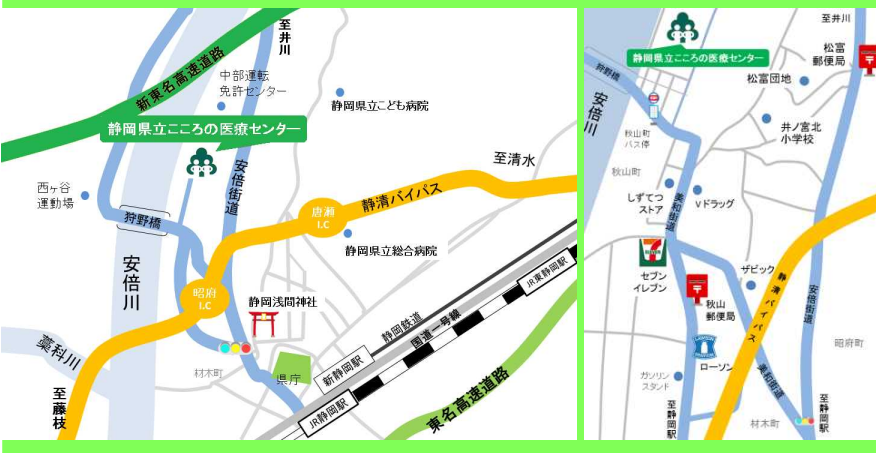 至井川
新東名高速道路
中部運転
免許センター
静岡県立こども病院
静岡県立こころの医療センター
安倍街道
至清水
西ヶ谷
運動場
唐瀬
I.C
静清バイパス
狩野橋
静岡県立総合病院
安倍川
昭府
I.C
静岡浅間神社
JR東静岡駅
静岡鉄道
国道一号線
藁科川
材木町
県庁
新静岡駅
至藤枝
JR静岡駅
東名高速道路
至井川
松富
郵便局
静岡県立こころの医療センター
狩野橋
松富団地
安倍川
秋山町
バス停
井ノ宮北
小学校
秋山町
しずてつ
ストア
美和街道
Vドラッグ
セブン
イレブン
ザビッグ
静清バイパス
安倍街道
秋山
郵便局
昭府町
LAWSON
ローソン
ガソリン
スタンド
美和街道
至静岡駅
材木町
至静岡駅